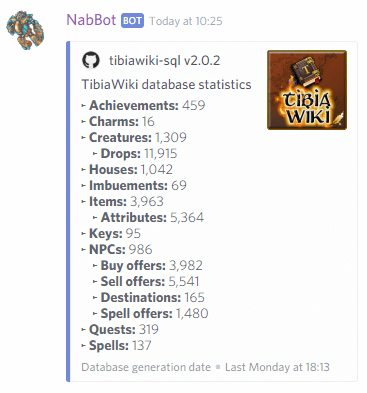 NabBot BOT Today at 10:25
tibiawiki-sql v2.0.2
TibiaWiki database statistics
TIBIA
WIKI
Achievements: 459
Charms: 16
Creatures: 1,309
Drops: 11,915
Houses: 1,042
Imbuements: 69
Items: 3,963
Attributes: 5,364
Keys: 95
NPCs: 986
Buy offers: 3,982
Sell offers: 5,541
Destinations: 165
Spell offers: 1,480
Quests: 319
Spells: 137
Database generation date ▪ Last Monday at 18:13